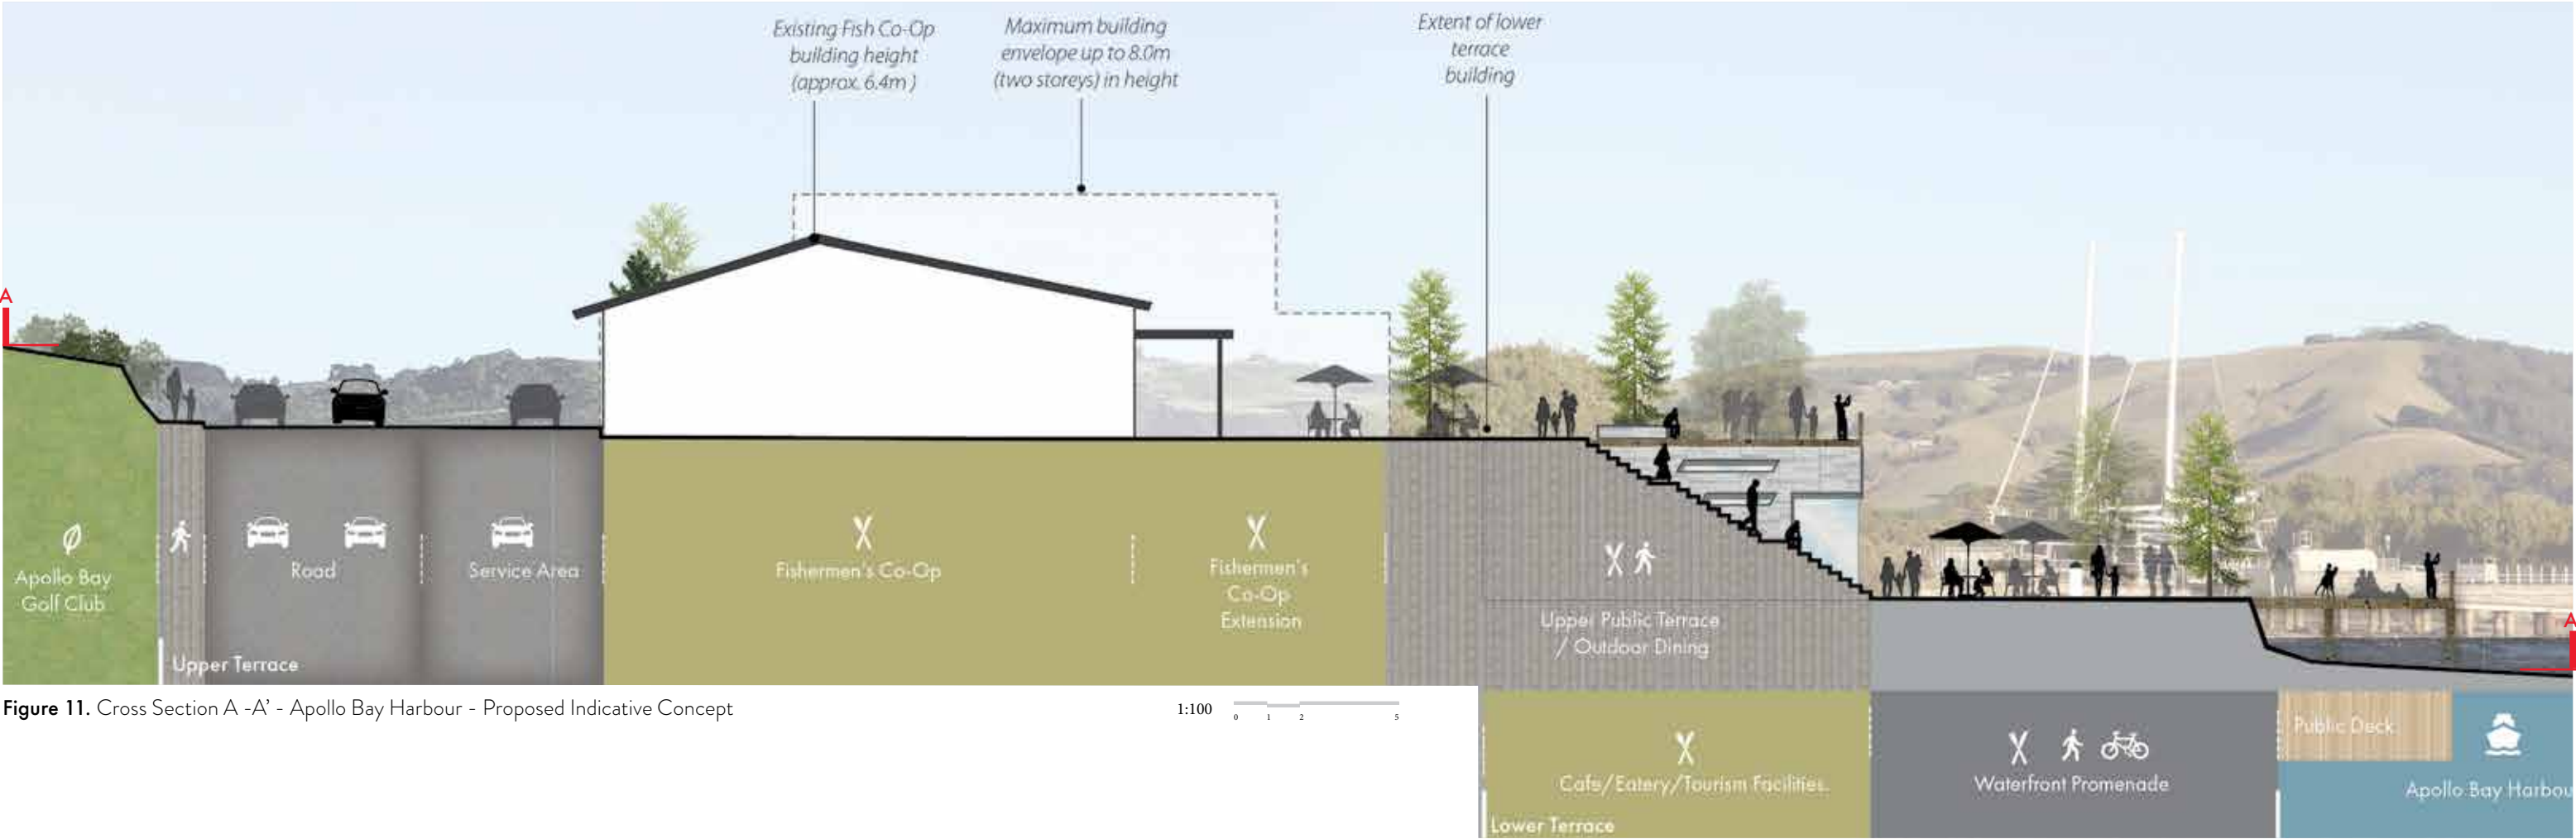 Existing Fish Co-Op
building height
(approx. 6.4m )
Maximum building
envelope up to 8.0m
(two storeys) in height
Extent of lower
terrace
building
A
Apollo Bay
Golf Club
Road
Service Area
Fishermen's Co-Op
Fishermen's
Co-Op
Extension
Upper Public Terrace
/ Outdoor Dining
A
Upper Terrace
Figure 11. Cross Section A -A' - Apollo Bay Harbour - Proposed Indicative Concept
1:100
0 1 2 5
Public Deck
Cafe/Eatery/Tourism Facilities.
Waterfront Promenade
Apollo Bay Harbou
Lower Terrace